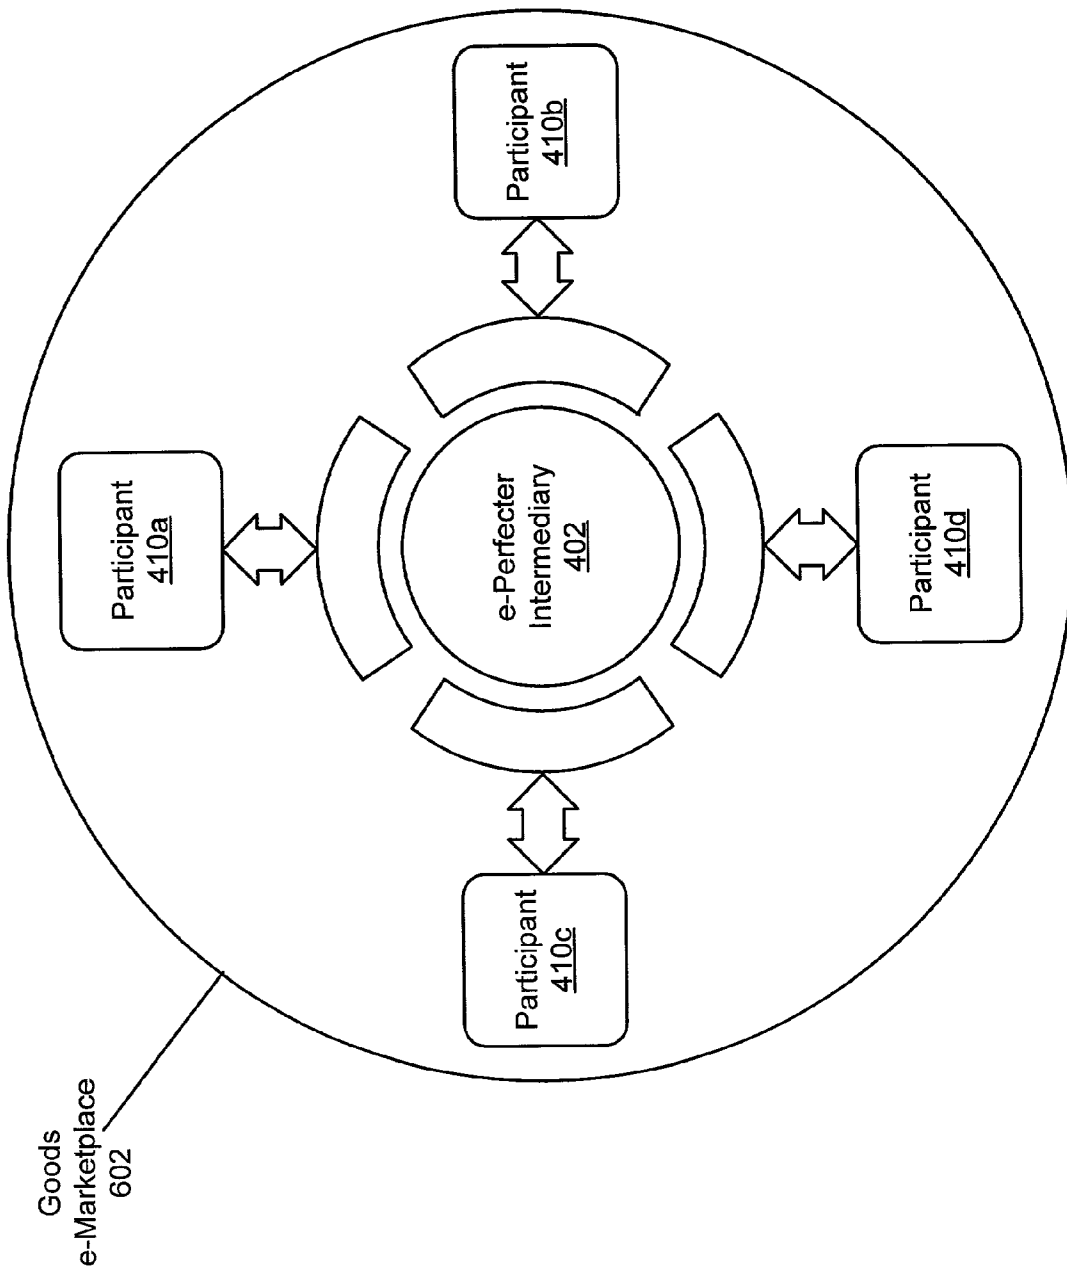 Goods
e-Marketplace
602
Participant
410a
Participant
410c
e-Perfecter
Intermediary
402
Participant
410b
Participant
410d